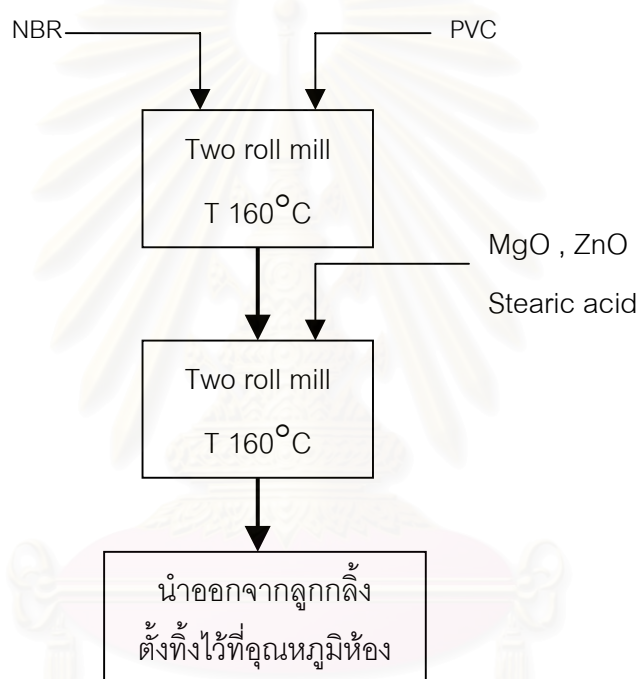 NBR
PVC
Two roll mill
T 160°C
MgO , ZnO
Stearic acid
Two roll mill
T 160°C
นำออกจากลูกกลิ้ง
ตั้งทิ้งไว้ที่อุณหภูมิห้อง